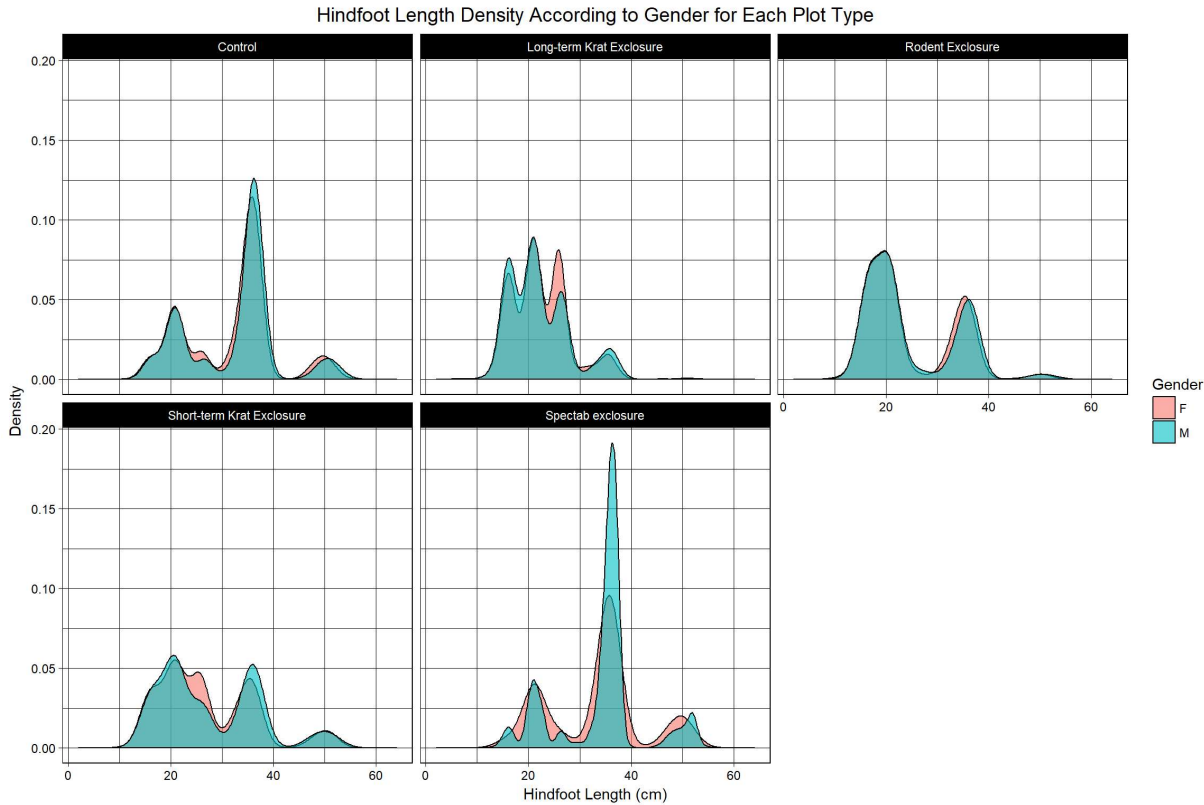 Hindfoot Length Density According to Gender for Each Plot Type
Control
Long-term Krat Exclosure
Rodent Exclosure
0.20
0.15
0.10
0.05
0.00
0 20 40 60
Short-term Krat Exclosure
Spectab exclosure
0.20
0.15
0.10
0.05
0.00
0 20 40 60
0 20 40 60
Density
Hindfoot Length (cm)
Gender
F
M